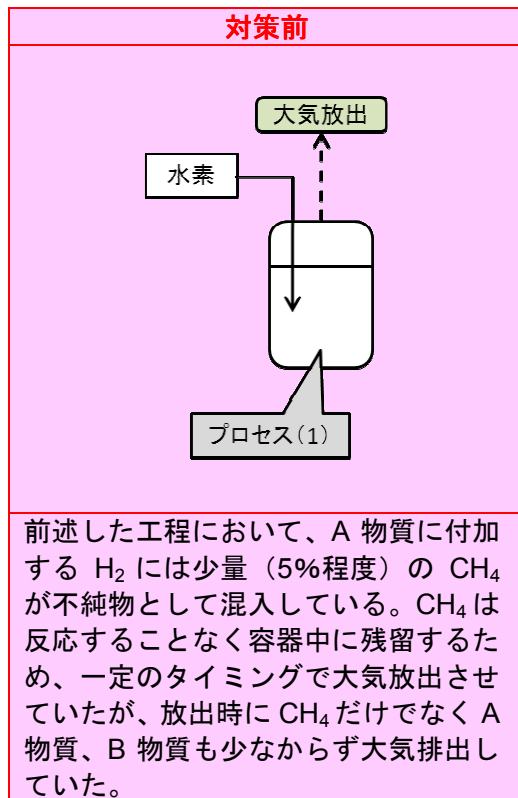 対策前
大気放出
水素
プロセス(1)
前述した工程において、A 物質に付加
する H₂ には少量（5%程度）の CH₄
が不純物として混入している。CH₄は
反応することなく容器中に残留するた
め、一定のタイミングで大気放出させ
ていたが、放出時に CH₄だけでなく A
物質、B 物質も少なからず大気排出し
ていた。